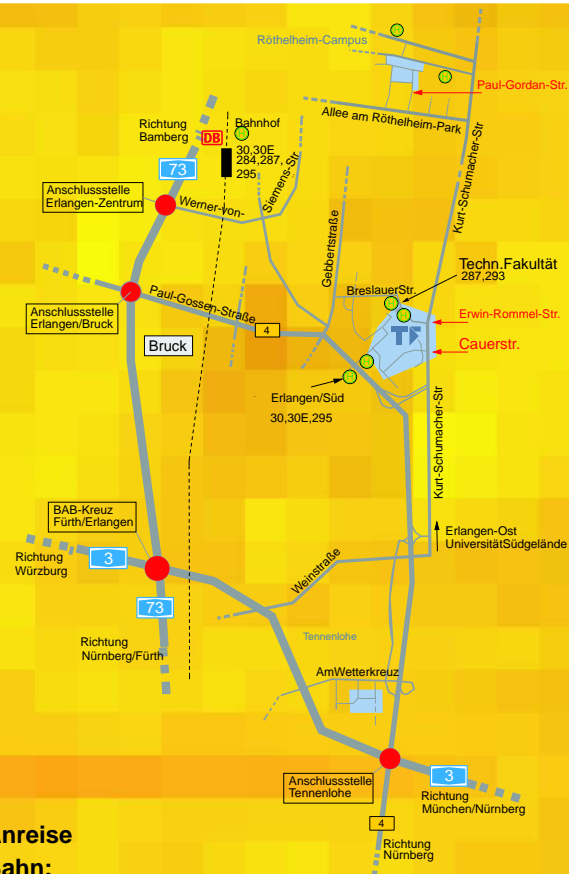 Röthelheim-Campus
H
H
Paul-Gordan-Str.
Allee am Röthelheim-Park
Kurt-Schumacher-Str
Richtung
Bamberg
DB
Bahnhof
H
30,30E
284,287,
295
73
Siemens-Str.
Anschlussstelle
Erlangen-Zentrum
Werner-von-
Gebbertstraße
Techn.Fakultät
287,293
BreslauerStr.
H
H
TF
Erwin-Rommel-Str.
Cauerstr.
Paul-Gossen-Straße
Anschlussstelle
Erlangen/Bruck
4
Bruck
H
H
Erlangen/Süd
30,30E,295
Kurt-Schumacher-Str
BAB-Kreuz
Fürth/Erlangen
Erlangen-Ost
UniversitätSüdgelände
Richtung
Würzburg
3
Weinstraße
73
Richtung
Nürnberg/Fürth
Tennenlohe
AmWetterkreuz
Anschlussstelle
Tennenlohe
3
Richtung
München/Nürnberg
4
Richtung
Nürnberg
nreise
ahn: